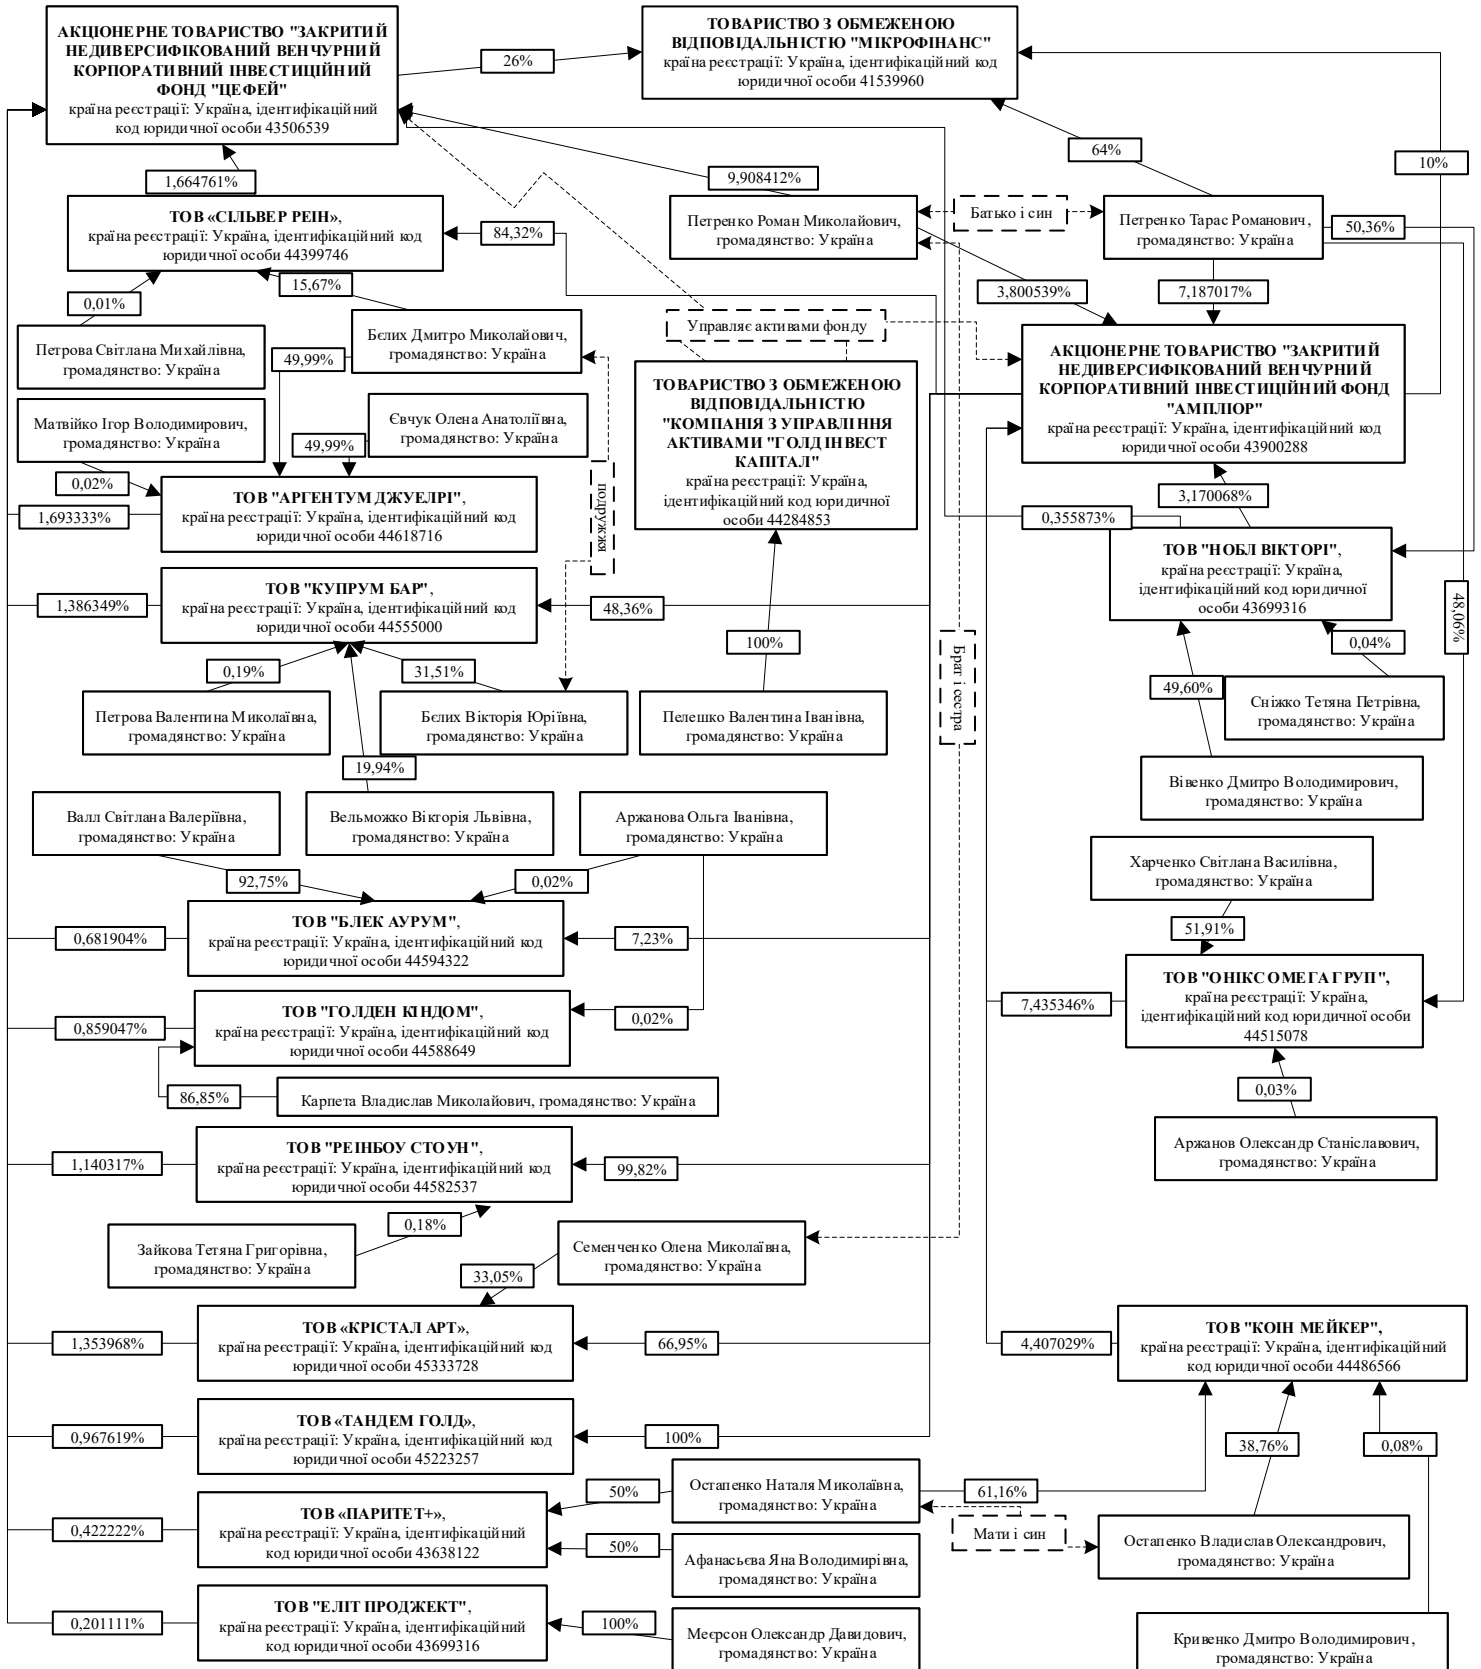 АКЦІОНЕРНЕ ТОВАРИСТВО "ЗАКРИТИЙ
НЕДИВЕРСИФІКОВАНИЙ ВЕНЧУРНИЙ
КОРПОРАТИВНИЙ ІНВЕСТИЦІЙНИЙ
ФОНД "ЦЕФЕЙ"
країна реєстрації: Україна, ідентифікаційний
код юридичної особи 43506539
26%
ТОВАРИСТВО З ОБМЕЖЕНОЮ
ВІДПОВІДАЛЬНІСТЮ "МІКРОФІНАНС"
країна реєстрації: Україна, ідентифікаційний код
юридичної особи 41539960
64%
10%
1,664761%
9,908412%
ТОВ «СІЛЬВЕР РЕІН»,
країна реєстрації: Україна, ідентифікаційний код
юридичної особи 44399746
84,32%
Петренко Роман Миколайович,
громадянство: Україна
Батько і син
Петренко Тарас Романович,
громадянство: Україна
50,36%
0,01%
15,67%
3,800539%
7,187017%
Петрова Світлана Михайлівна,
громадянство: Україна
49,99%
Бєлих Дмитро Миколайович,
громадянство: Україна
Управляє активами фонду
АКЦІОНЕРНЕ ТОВАРИСТВО "ЗАКРИТИЙ
НЕДИВЕРСИФІКОВАНИЙ ВЕНЧУРНИЙ
КОРПОРАТИВНИЙ ІНВЕСТИЦІЙНИЙ ФОНД
"АМПЛІОР"
країна реєстрації: Україна, ідентифікаційний код
юридичної особи 43900288
ТОВАРИСТВО З ОБМЕЖЕНОЮ
ВІДПОВІДАЛЬНІСТЮ
"КОМПАНІЯ З УПРАВЛІННЯ
АКТИВАМИ "ГОЛД ІНВЕСТ
КАПІТАЛ"
країна реєстрації: Україна,
ідентифікаційний код юридичної
особи 44284853
Матвійко Ігор Володимирович,
громадянство: Україна
Євчук Олена Анатоліївна,
громадянство: Україна
49,99%
0,02%
подружжя
3,170068%
1,693333%
ТОВ "АРГЕНТУМ ДЖУЕЛРІ",
країна реєстрації: Україна, ідентифікаційний код
юридичної особи 44618716
0,355873%
ТОВ "НОБЛ ВІКТОРІ",
країна реєстрації: Україна,
ідентифікаційний код юридичної
особи 43699316
48,06%
1,386349%
ТОВ "КУПРУМ БАР",
країна реєстрації: Україна, ідентифікаційний код
юридичної особи 44555000
48,36%
100%
Брат і сестра
0,04%
0,19%
31,51%
49,60%
Петрова Валентина Миколаївна,
громадянство: Україна
Бєлих Вікторія Юріївна,
громадянство: Україна
Пелешко Валентина Іванівна,
громадянство: Україна
Сніжко Тетяна Петрівна,
громадянство: Україна
19,94%
Вівенко Дмитро Володимирович,
громадянство: Україна
Валл Світлана Валеріївна,
громадянство: Україна
Вельможко Вікторія Львівна,
громадянство: Україна
Аржанова Ольга Іванівна,
громадянство: Україна
Харченко Світлана Василівна,
громадянство: Україна
92,75%
0,02%
51,91%
0,681904%
ТОВ "БЛЕК АУРУМ",
країна реєстрації: Україна, ідентифікаційний код
юридичної особи 44594322
7,23%
7,435346%
ТОВ "ОНІКС ОМЕГА ГРУП",
країна реєстрації: Україна,
ідентифікаційний код юридичної особи
44515078
0,859047%
ТОВ "ГОЛДЕН КІНДОМ",
країна реєстрації: Україна, ідентифікаційний код
юридичної особи 44588649
0,02%
86,85%
Карпета Владислав Миколайович, громадянство: Україна
0,03%
1,140317%
ТОВ "РЕІНБОУ СТОУН",
країна реєстрації: Україна, ідентифікаційний код
юридичної особи 44582537
99,82%
Аржанов Олександр Станіславович,
громадянство: Україна
0,18%
Зайкова Тетяна Григорівна,
громадянство: Україна
Семенченко Олена Миколаївна,
громадянство: Україна
33,05%
1,353968%
ТОВ «КРІСТАЛ АРТ»,
країна реєстрації: Україна, ідентифікаційний код
юридичної особи 45333728
66,95%
4,407029%
ТОВ "КОІН МЕЙКЕР",
країна реєстрації: Україна, ідентифікаційний
код юридичної особи 44486566
0,967619%
ТОВ «ТАНДЕМ ГОЛД»,
країна реєстрації: Україна, ідентифікаційний код
юридичної особи 45223257
100%
38,76%
0,08%
0,422222%
ТОВ «ПАРИТЕТ+»,
країна реєстрації: Україна, ідентифікаційний
код юридичної особи 43638122
50%
Остапенко Наталя Миколаївна,
громадянство: Україна
61,16%
Мати і син
50%
Афанасьєва Яна Володимирівна,
громадянство: Україна
Остапенко Владислав Олександрович,
громадянство: Україна
0,201111%
ТОВ "ЕЛІТ ПРОДЖЕКТ",
країна реєстрації: Україна, ідентифікаційний
код юридичної особи 43699316
100%
Меєрсон Олександр Давидович,
громадянство: Україна
Кривенко Дмитро Володимирович,
громадянство: Україна